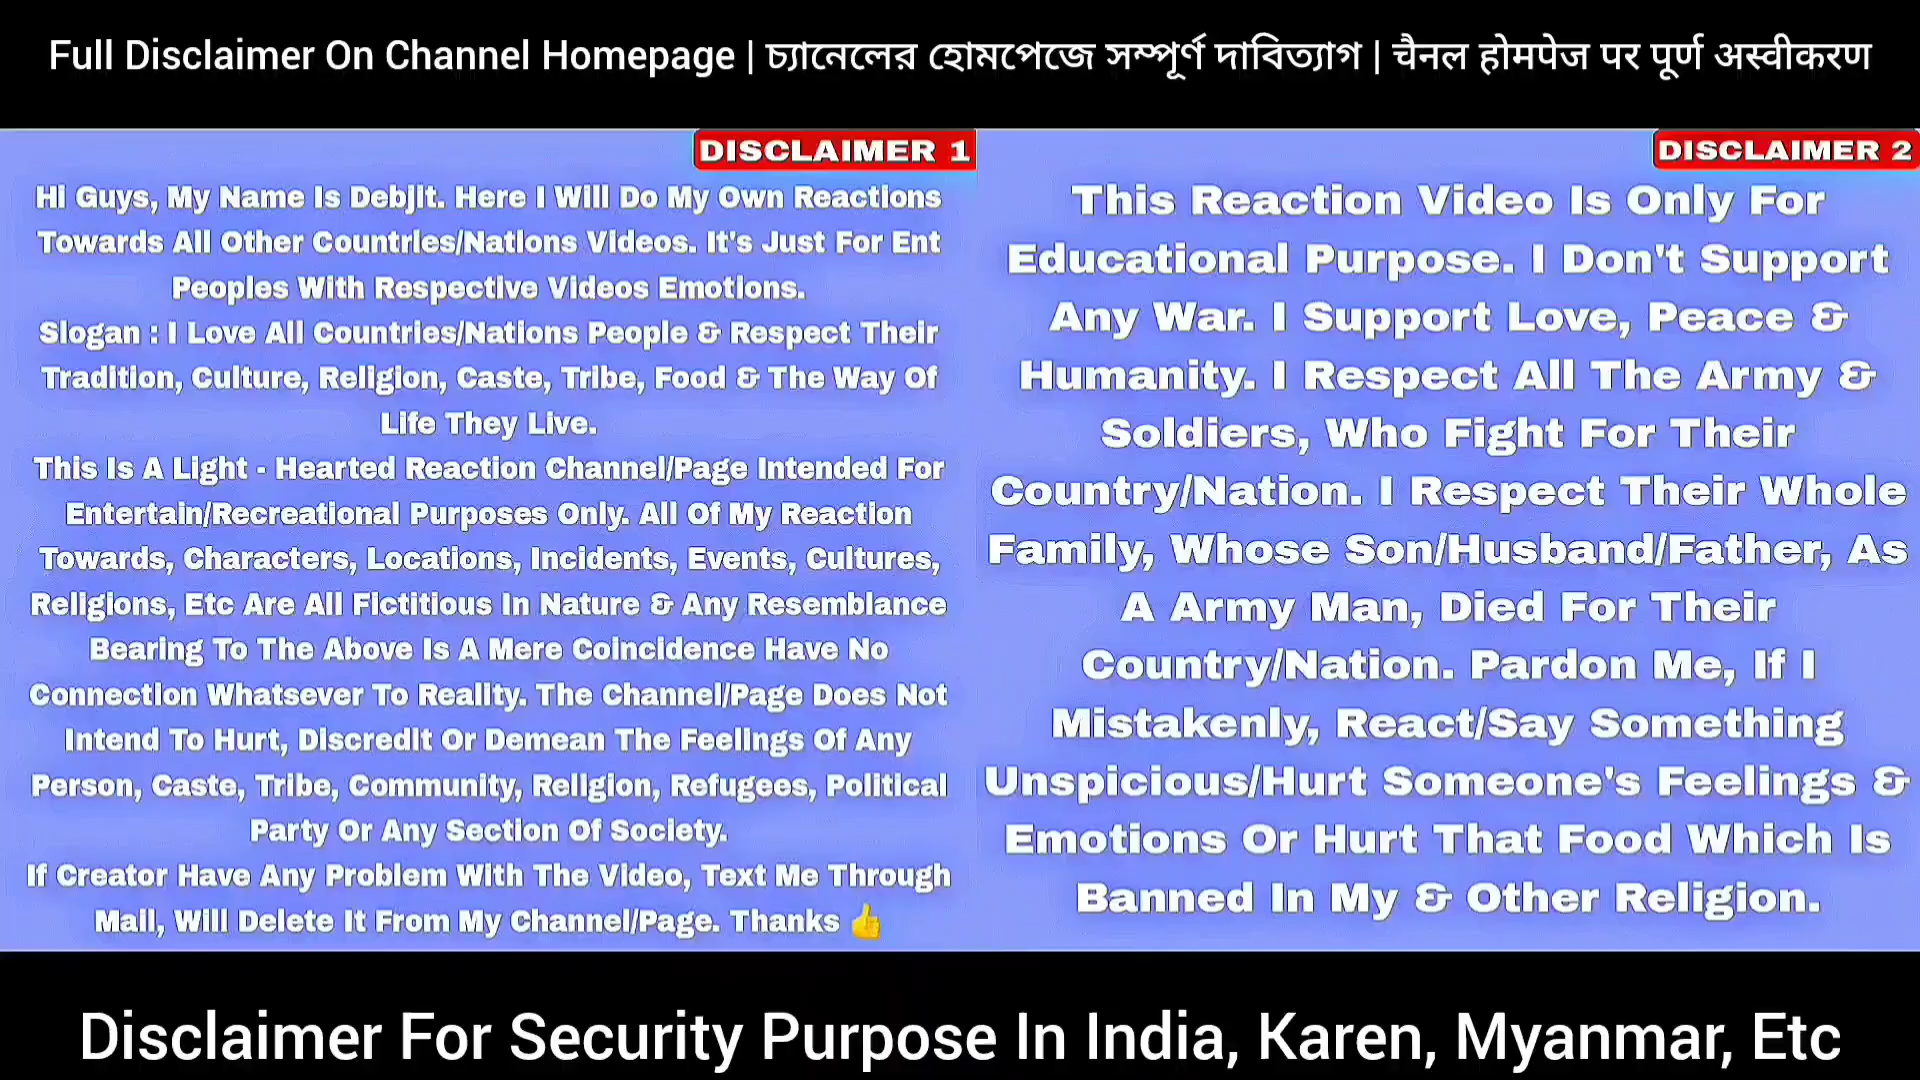 Full Disclaimer On Channel Homepage | চ্যানেলের হোমপেজে সম্পূর্ণ দাবিত্যাগ | चैनल होमपेज पर पूर्ण अस्वीकरण
DISCLAIMER 1
Hi Guys, My Name Is Debjit. Here I Will Do My Own Reactions
Towards All Other Countries/Nations Videos. It's Just For Ent
Peoples With Respective Videos Emotions.
Slogan : I Love All Countries/Nations People & Respect Their
Tradition, Culture, Religion, Caste, Tribe, Food & The Way Of
Life They Live.
This Is A Light - Hearted Reaction Channel/Page Intended For
Entertain/Recreational Purposes Only. All Of My Reaction
Towards, Characters, Locations, Incidents, Events, Cultures,
Religions, Etc Are All Fictitious In Nature & Any Resemblance
Bearing To The Above Is A Mere Coincidence Have No
Connection Whatsever To Reality. The Channel/Page Does Not
Intend To Hurt, Discredit Or Demean The Feelings Of Any
Person, Caste, Tribe, Community, Religion, Refugees, Political
Party Or Any Section Of Society.
If Creator Have Any Problem With The Video, Text Me Through
Mail, Will Delete It From My Channel/Page. Thanks 👍
DISCLAIMER 2
This Reaction Video Is Only For
Educational Purpose. I Don't Support
Any War. I Support Love, Peace &
Humanity. I Respect All The Army &
Soldiers, Who Fight For Their
Country/Nation. I Respect Their Whole
Family, Whose Son/Husband/Father, As
A Army Man, Died For Their
Country/Nation. Pardon Me, If I
Mistakenly, React/Say Something
Unspicious/Hurt Someone's Feelings &
Emotions Or Hurt That Food Which Is
Banned In My & Other Religion.
Disclaimer For Security Purpose In India, Karen, Myanmar, Etc